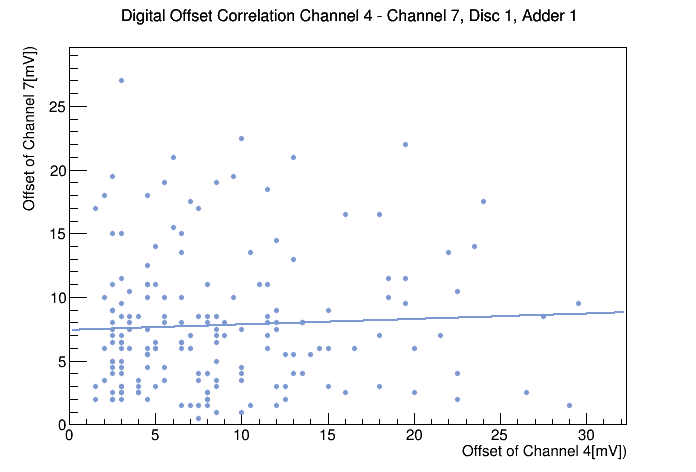 Digital Offset Correlation Channel 4 - Channel 7, Disc 1, Adder 1
Offset of Channel 7[mV])
25
20
15
10
5
0
0 5 10 15 20 25 30
Offset of Channel 4[mV])